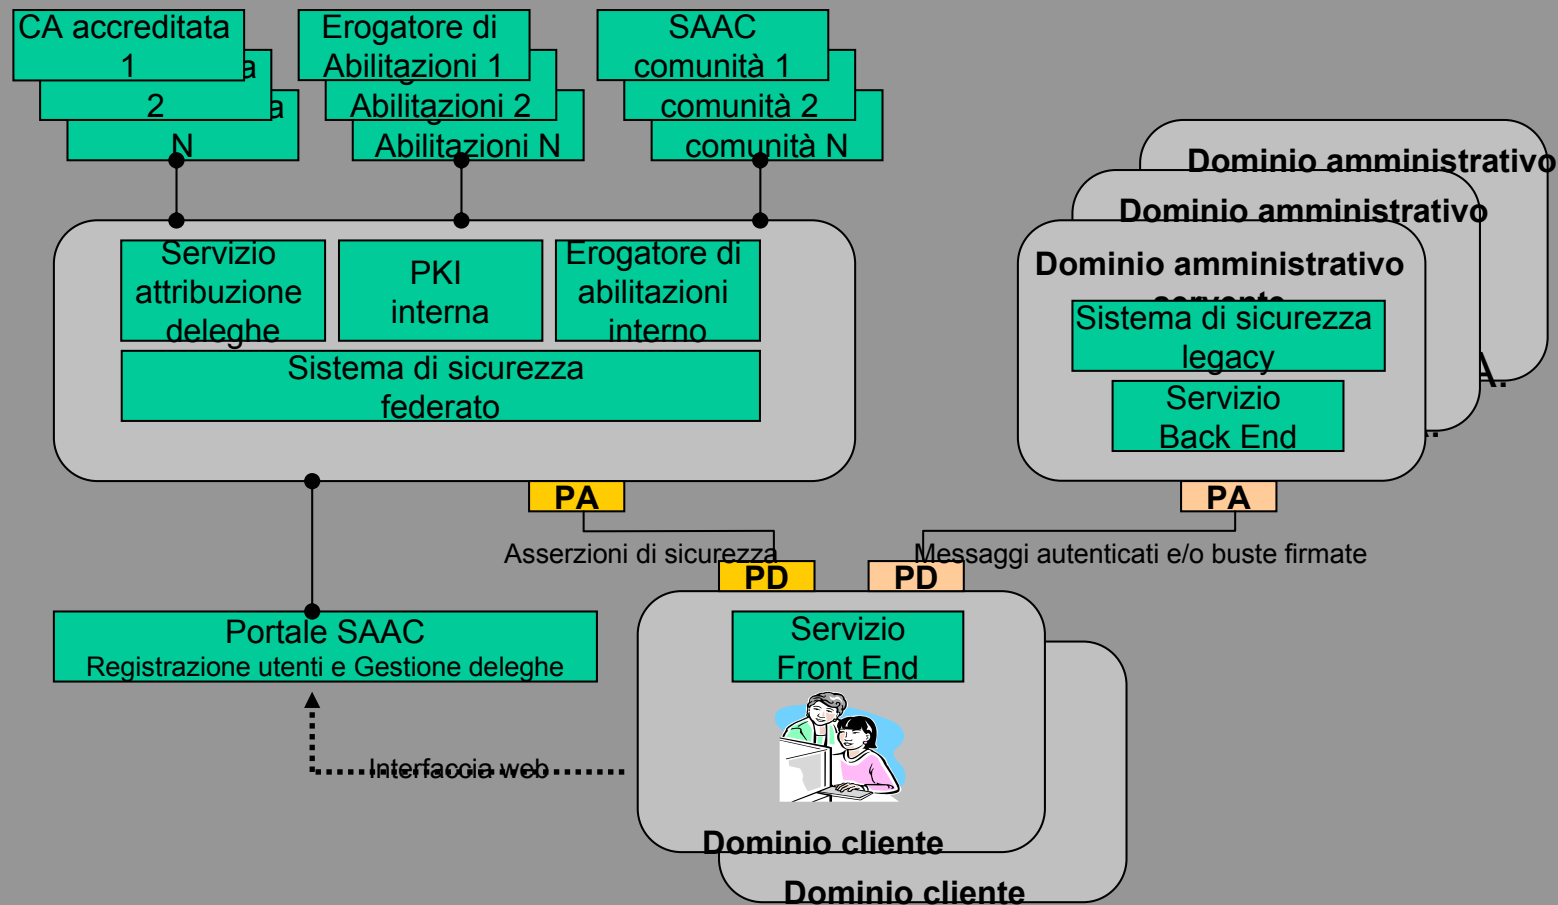 CA accreditata
1
a
2
a
N
Erogatore di
Abilitazioni 1
Abilitazioni 2
Abilitazioni N
SAAC
comunità 1
comunità 2
comunità N
Servizio
attribuzione
deleghe
PKI
interna
Erogatore di
abilitazioni
interno
Sistema di sicurezza
federato
Dominio amministrativo
Dominio amministrativo
Dominio amministrativo
servente
Sistema di sicurezza
legacy
A.
Servizio
Back End
PA
PA
Asserzioni di sicurezza
Messaggi autenticati e/o buste firmate
PD
PD
Portale SAAC
Registrazione utenti e Gestione deleghe
Servizio
Front End
Interfaccia web
Dominio cliente
Dominio cliente